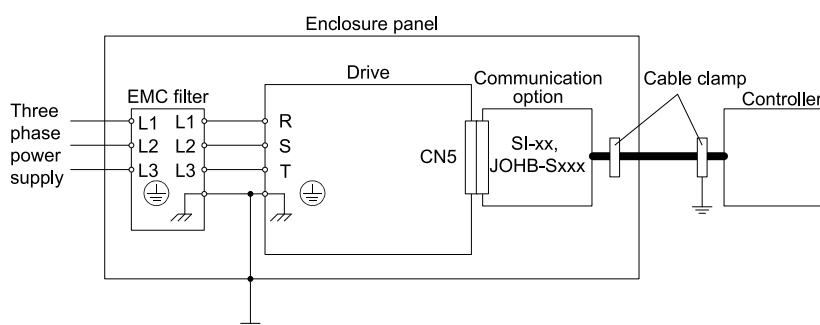 Enclosure panel
Drive
Communication
option
Cable clamp
Controller
EMC filter
Three
phase
power
supply
L1 L1
L2 L2
L3 L3
R
S
T
CN5
SI-xx,
JOHB-Sxxx